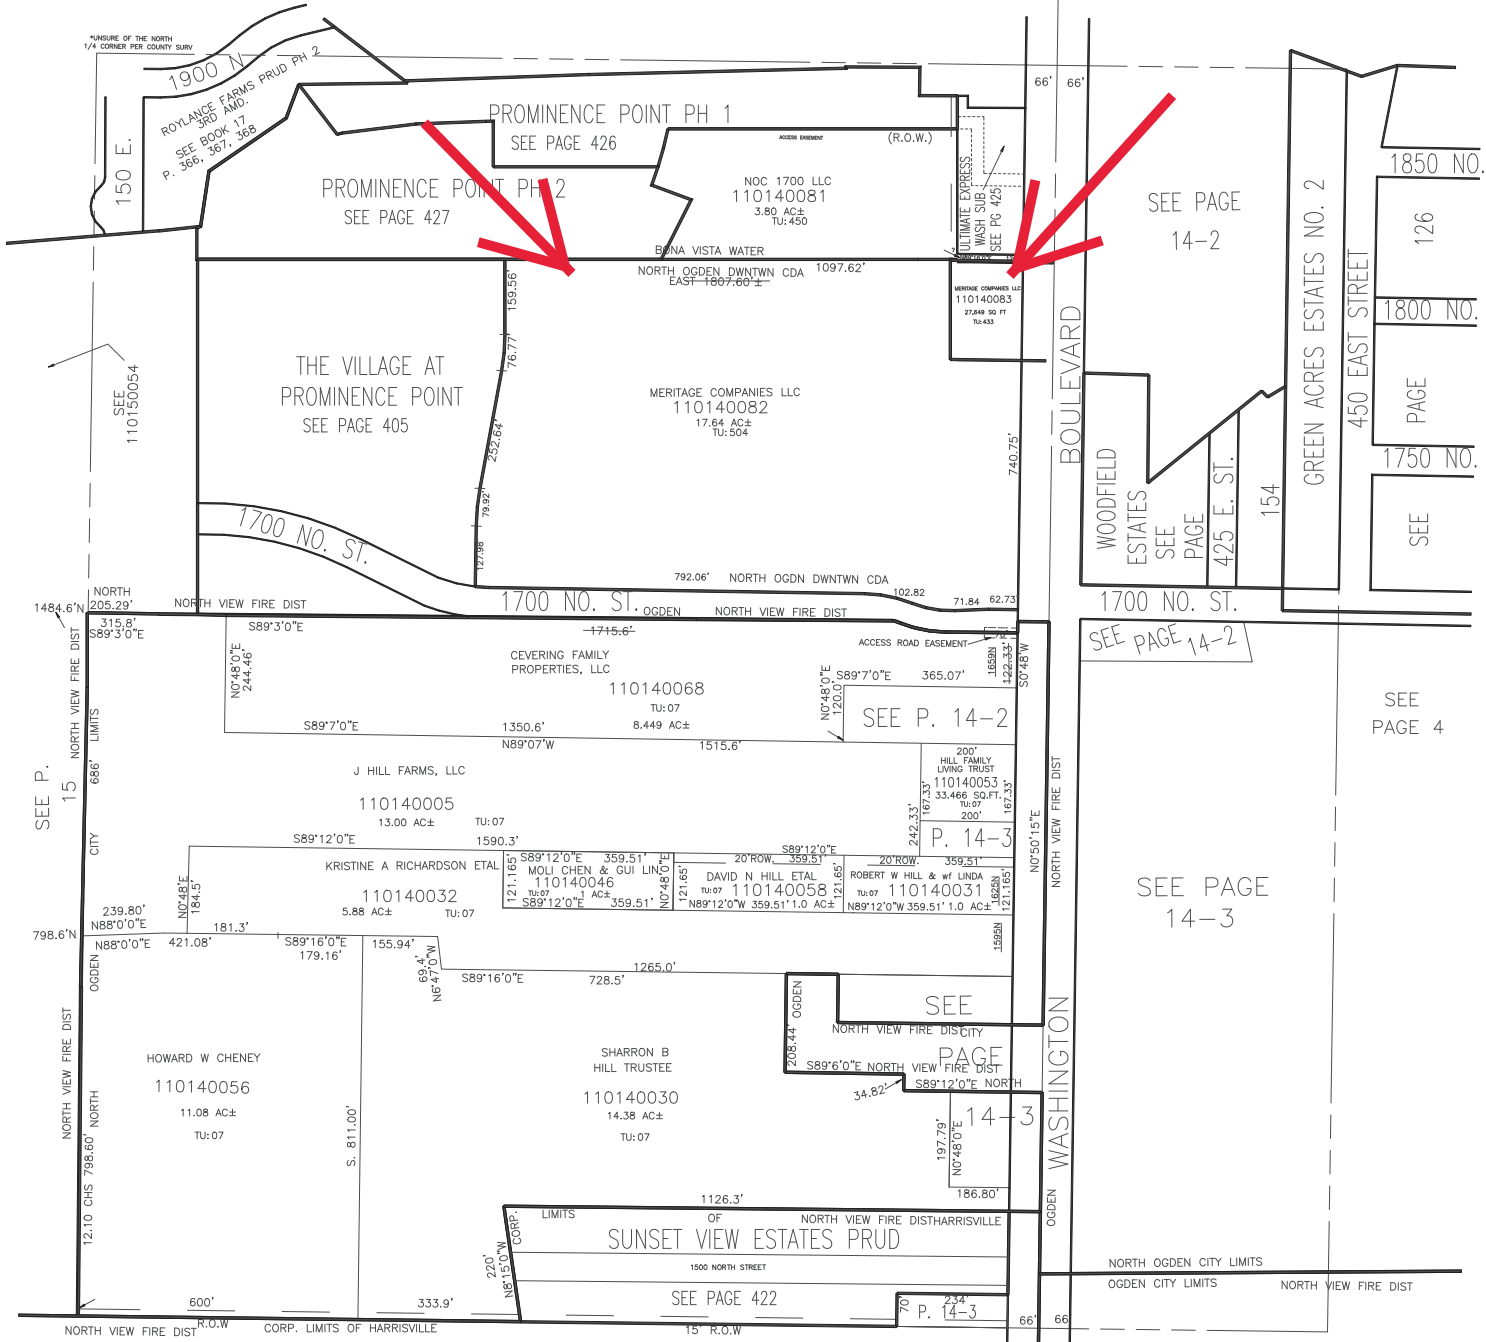 *UNSURE OF THE NORTH
1/4 CORNER PER COUNTY SURV
1900 N
ROYLANCE FARMS PRUD PH 2
3RD AMD.
SEE BOOK 17
P. 366, 367, 368
150 E.
PROMINENCE POINT PH 1
SEE PAGE 426
PROMINENCE POINT PH 2
SEE PAGE 427
ACCESS EASEMENT
(R.O.W.)
NOC 1700 LLC
110140081
3.80 AC±
TU: 450
ULTIMATE EXPRESS
WASH SUB
SEE PG 425
66' 66'
BONA VISTA WATER
NORTH OGDEN DWNTWN CDA
EAST 1807.60'±
1097.62'
MERITAGE COMPANIES LLC
110140083
27,649 SQ FT
TU: 433
SEE PAGE
14-2
GREEN ACRES ESTATES NO. 2
450 EAST STREET
1850 NO.
126
1800 NO.
PAGE
1750 NO.
SEE
BOULEVARD
SEE
110150054
THE VILLAGE AT
PROMINENCE POINT
SEE PAGE 405
159.56'
76.77'
252.64'
79.92'
127.98
MERITAGE COMPANIES LLC
110140082
17.64 AC±
TU: 504
740.75'
WOODFIELD
ESTATES
SEE
PAGE
425 E. ST.
154
1700 NO. ST.
792.06' NORTH OGDN DWNTWN CDA
102.82
71.84 62.73
1700 NO. ST.
OGDEN NORTH VIEW FIRE DIST
1700 NO. ST.
NORTH
1484.6'N 205.29'
NORTH VIEW FIRE DIST
315.8'
S89°3'0"E
S89°3'0"E
1715.6'
ACCESS ROAD EASEMENT
SEE PAGE 14-2
NORTH VIEW FIRE DIST
N0°48'0"E
244.46'
CEVERING FAMILY
PROPERTIES, LLC
110140068
TU: 07
8.449 AC±
1659N
122.33'
S0°48'W
S89°7'0"E 365.07'
N0°48'0"E
120.0'
SEE P. 14-2
SEE
PAGE 4
LIMITS
686'
CITY
S89°7'0"E 1350.6'
N89°07'W 1515.6'
SEE P.
15
J HILL FARMS, LLC
110140005
13.00 AC± TU: 07
200'
HILL FAMILY
LIVING TRUST
110140053
33.466 SQ.FT.
TU: 07
200'
167.33'
167.33'
242.33'
P. 14-3
N0°50'15"E
NORTH VIEW FIRE DIST
S89°12'0"E 1590.3'
S89°12'0"E
KRISTINE A RICHARDSON ETAL
110140032
5.88 AC± TU: 07
121.165'
S89°12'0"E 359.51'
MOLI CHEN & GUI LIN
110140046
TU: 07 1 AC±
S89°12'0"E 359.51'
N0°48'0"E
20'ROW. 359.51'
121.65'
DAVID N HILL ETAL
TU: 07 110140058
N89°12'0"W 359.51' 1.0 AC±
121.65'
20'ROW. 359.51'
ROBERT W HILL & wf LINDA
TU: 07 110140031
N89°12'0"W 359.51' 1.0 AC±
1625N
121.165'
1595N
SEE PAGE
14-3
N0°48'E
184.5'
239.80'
N88°0'0"E
798.6'N
N88°0'0"E 421.08'
181.3'
S89°16'0"E
179.16'
155.94'
69.4'
N6°47'0"W
1265.0'
S89°16'0"E 728.5'
OGDEN
NORTH VIEW FIRE DIST
208.44' OGDEN
SEE
NORTH VIEW FIRE DIST CITY
PAGE
S89°6'0"E NORTH VIEW FIRE DIST
S89°12'0"E NORTH
34.82'
14-3
WASHINGTON
HOWARD W CHENEY
110140056
11.08 AC±
TU: 07
SHARRON B
HILL TRUSTEE
110140030
14.38 AC±
TU: 07
S. 811.00'
12.10 CHS 798.60' NORTH
197.79'
N0°48'0"E
186.80'
OGDEN
1126.3'
CORP. LIMITS OF NORTH VIEW FIRE DISTHARRISVILLE
SUNSET VIEW ESTATES PRUD
1500 NORTH STREET
SEE PAGE 422
220'
N8°15'0"W
70'
234'
P. 14-3
NORTH OGDEN CITY LIMITS
OGDEN CITY LIMITS NORTH VIEW FIRE DIST
600'
333.9'
66' 66'
NORTH VIEW FIRE DIST R.O.W CORP. LIMITS OF HARRISVILLE 15' R.O.W